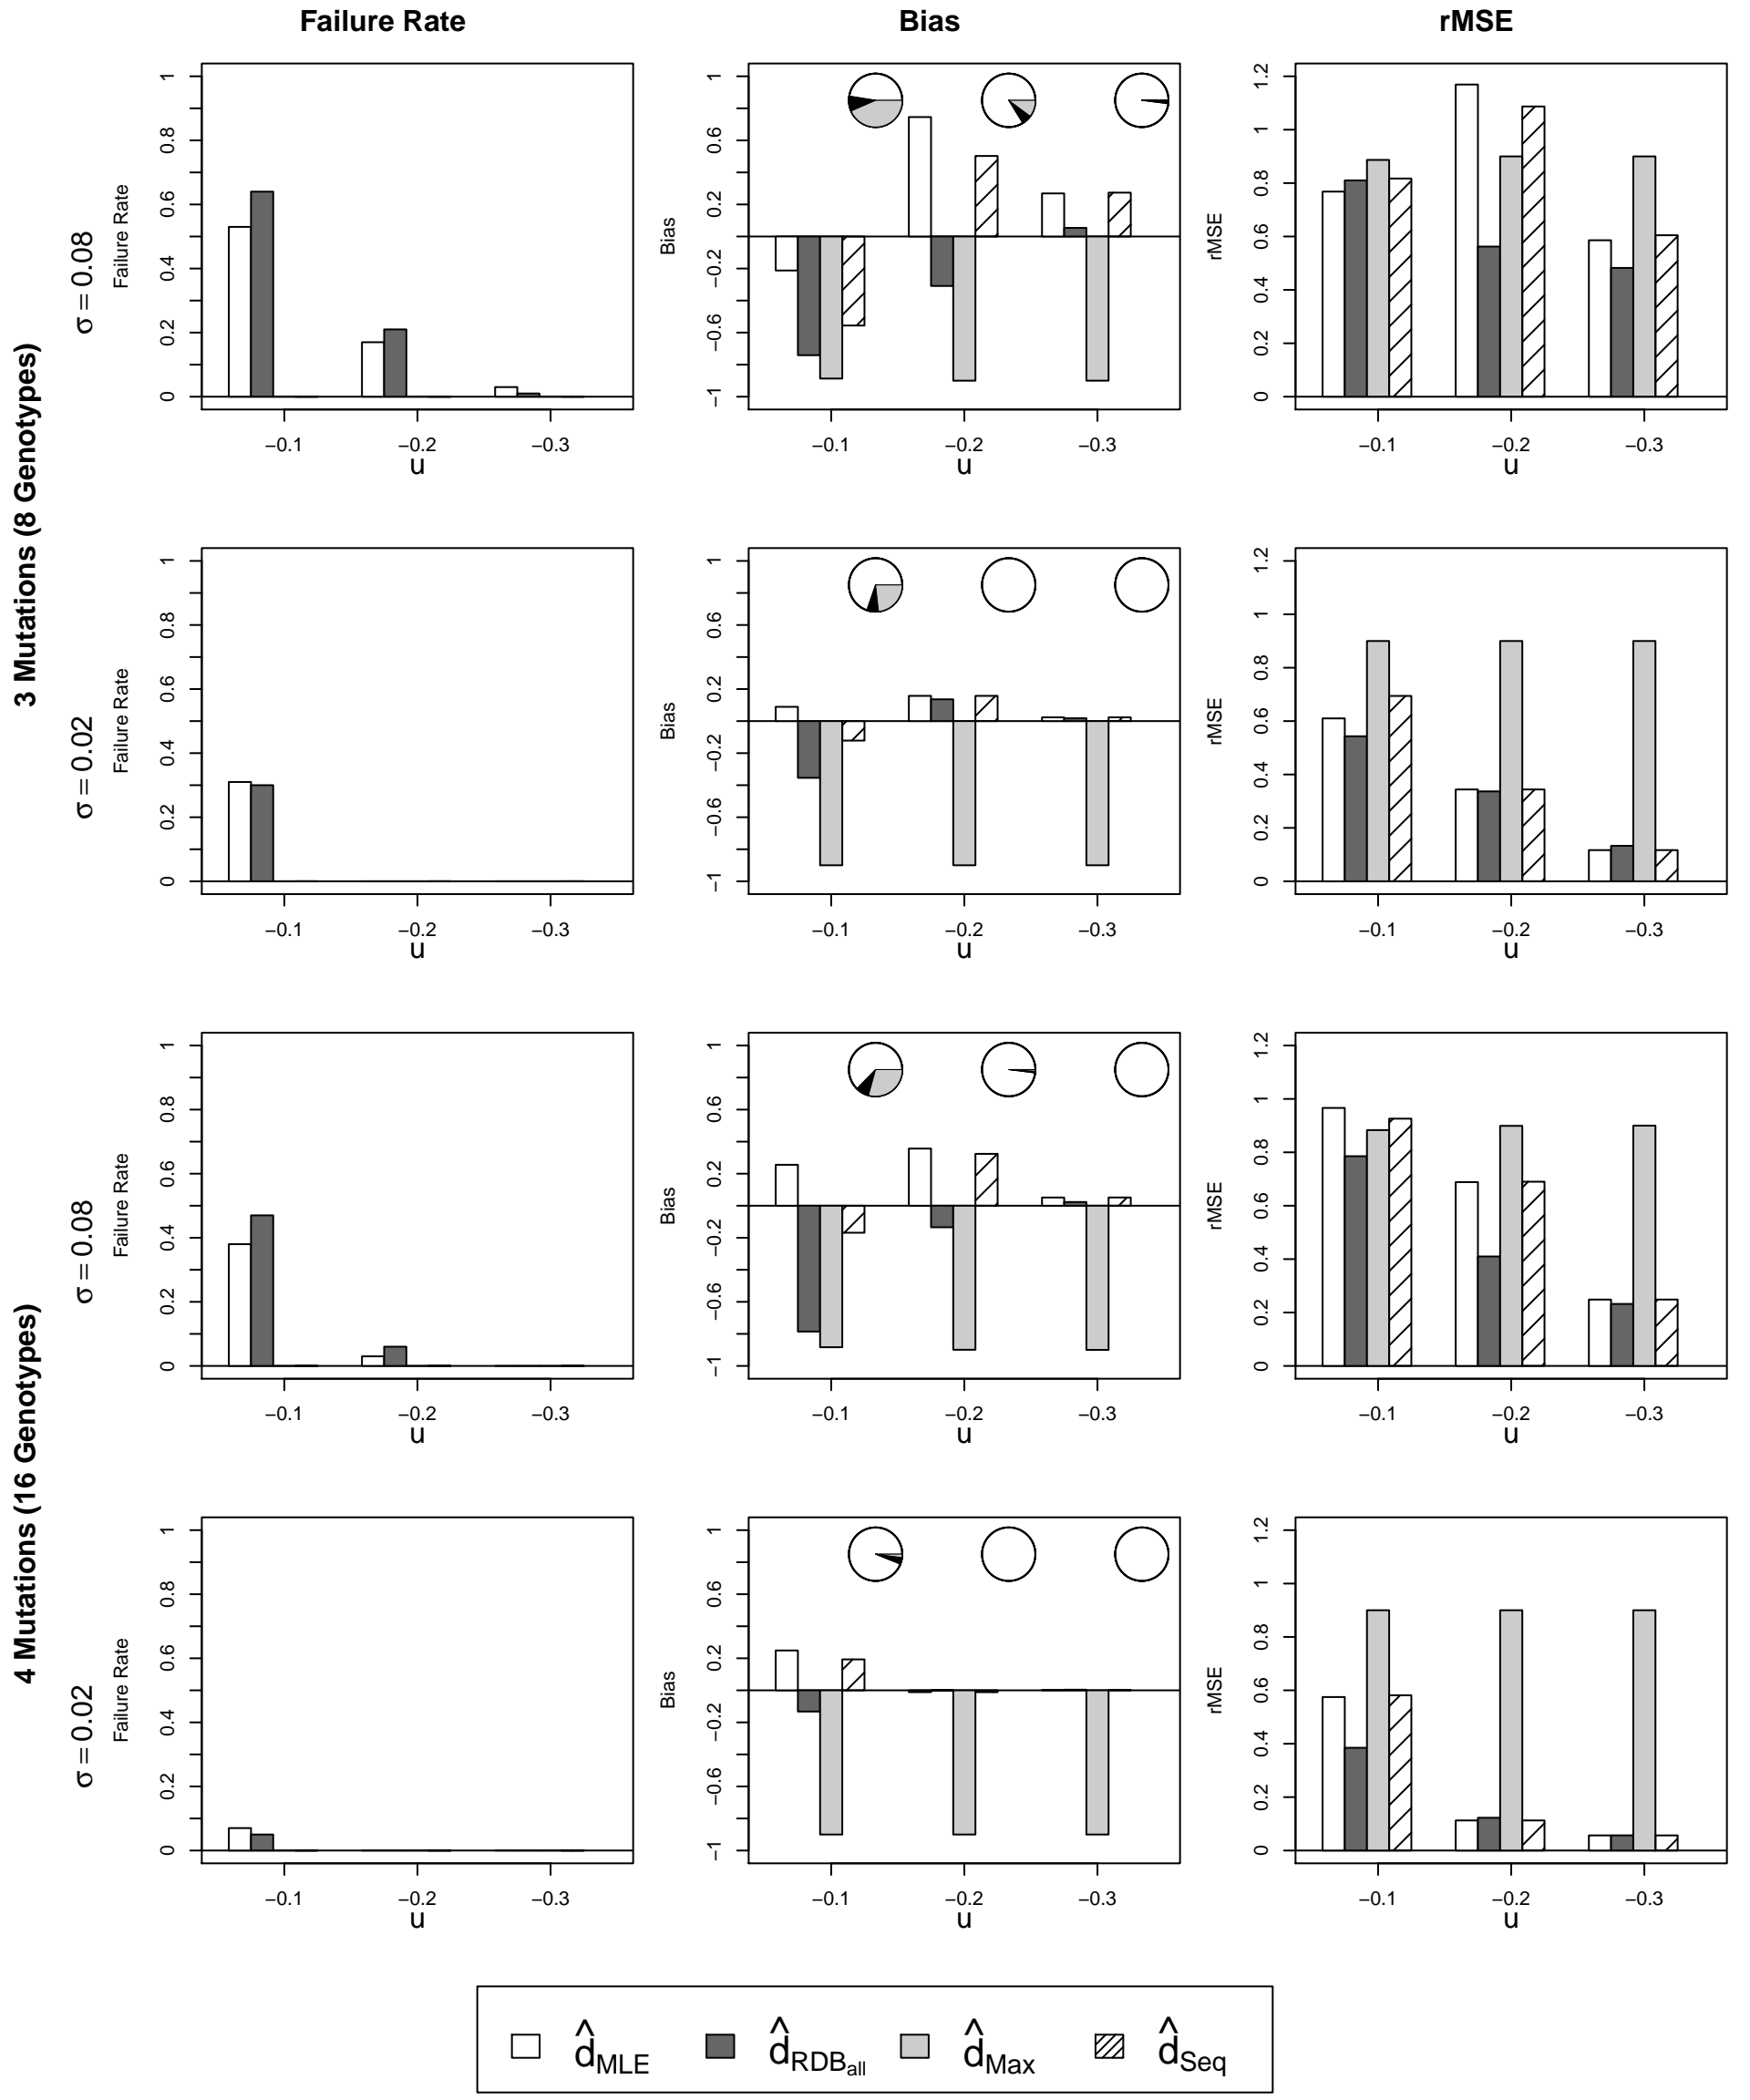 Failure Rate Bias rMSE
3 Mutations (8 Genotypes)
σ = 0.08
Failure Rate
0 0.2 0.4 0.6 0.8 1
−0.1 −0.2 −0.3
u
Bias
−1 −0.6 −0.2 0.2 0.6 1
−0.1 −0.2 −0.3
u
rMSE
0 0.2 0.4 0.6 0.8 1 1.2
−0.1 −0.2 −0.3
u
σ = 0.02
Failure Rate
0 0.2 0.4 0.6 0.8 1
−0.1 −0.2 −0.3
u
Bias
−1 −0.6 −0.2 0.2 0.6 1
−0.1 −0.2 −0.3
u
rMSE
0 0.2 0.4 0.6 0.8 1 1.2
−0.1 −0.2 −0.3
u
4 Mutations (16 Genotypes)
σ = 0.08
Failure Rate
0 0.2 0.4 0.6 0.8 1
−0.1 −0.2 −0.3
u
Bias
−1 −0.6 −0.2 0.2 0.6 1
−0.1 −0.2 −0.3
u
rMSE
0 0.2 0.4 0.6 0.8 1 1.2
−0.1 −0.2 −0.3
u
σ = 0.02
Failure Rate
0 0.2 0.4 0.6 0.8 1
−0.1 −0.2 −0.3
u
Bias
−1 −0.6 −0.2 0.2 0.6 1
−0.1 −0.2 −0.3
u
rMSE
0 0.2 0.4 0.6 0.8 1 1.2
−0.1 −0.2 −0.3
u
d̂MLE d̂RDBall d̂Max d̂Seq